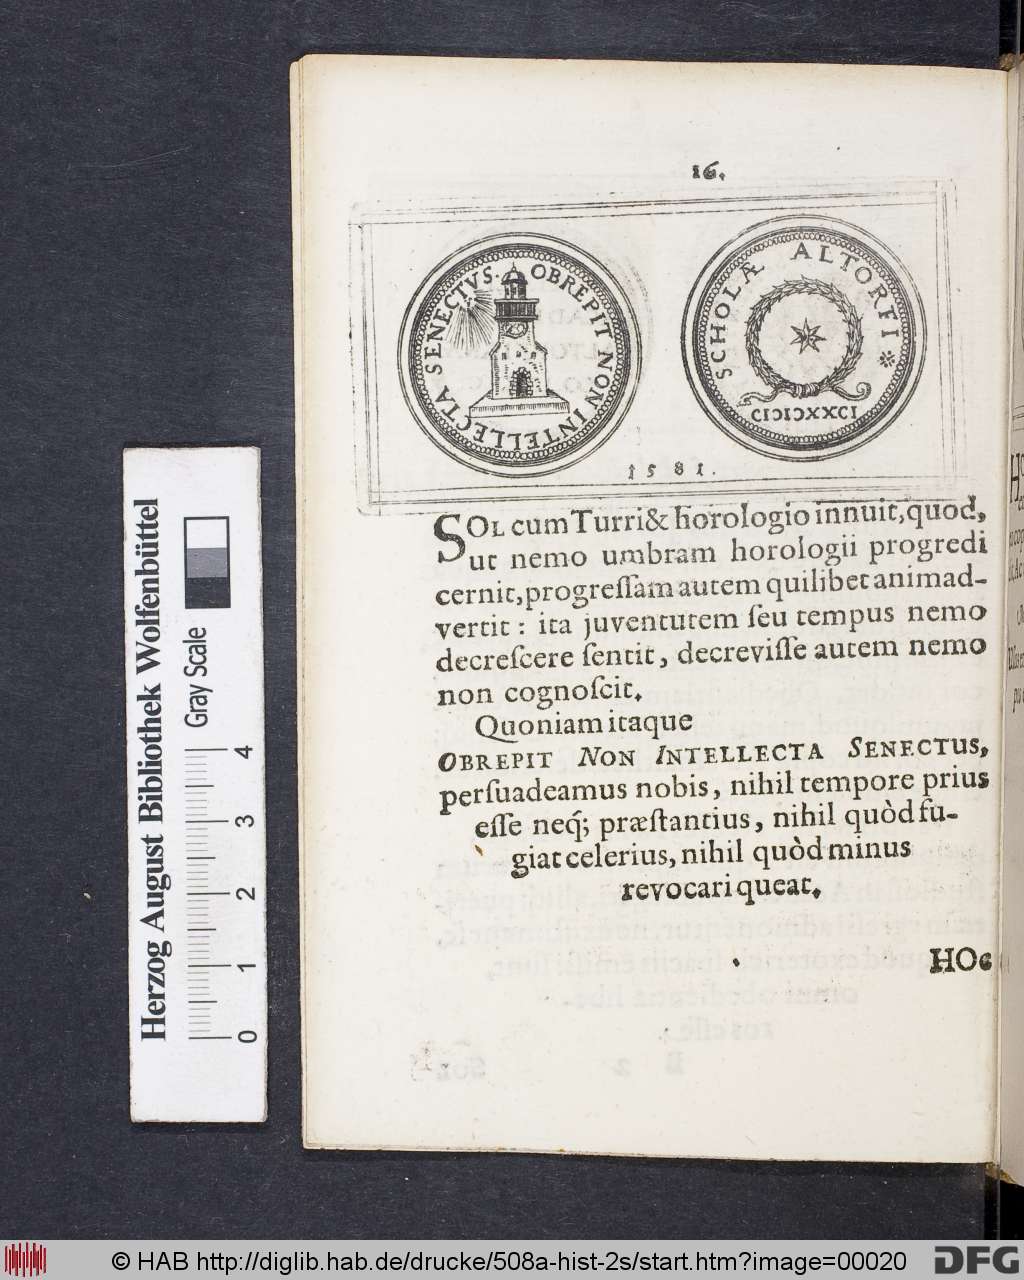 16.
SENECTVS. OBREPIT NON INTELLECTA
SCHOLÆ ALTORFI
CIƆIƆXXCI
1581.
SOL cum Turri & horologio innuit, quod,
ut nemo umbram horologii progredi
cernit, progreſſam autem quilibet animad-
vertit: ita juventutem ſeu tempus nemo
decreſcere ſentit, decreviſſe autem nemo
non cognoſcit.
Quoniam itaque
OBREPIT NON INTELLECTA SENECTUS,
perſuadeamus nobis, nihil tempore prius
eſſe neq́; præſtantius, nihil quòd fu-
giat celerius, nihil quòd minus
revocari queat.
HOc
Herzog August Bibliothek Wolfenbüttel
Gray Scale
0 1 2 3 4
© HAB http://diglib.hab.de/drucke/508a-hist-2s/start.htm?image=00020
DFG